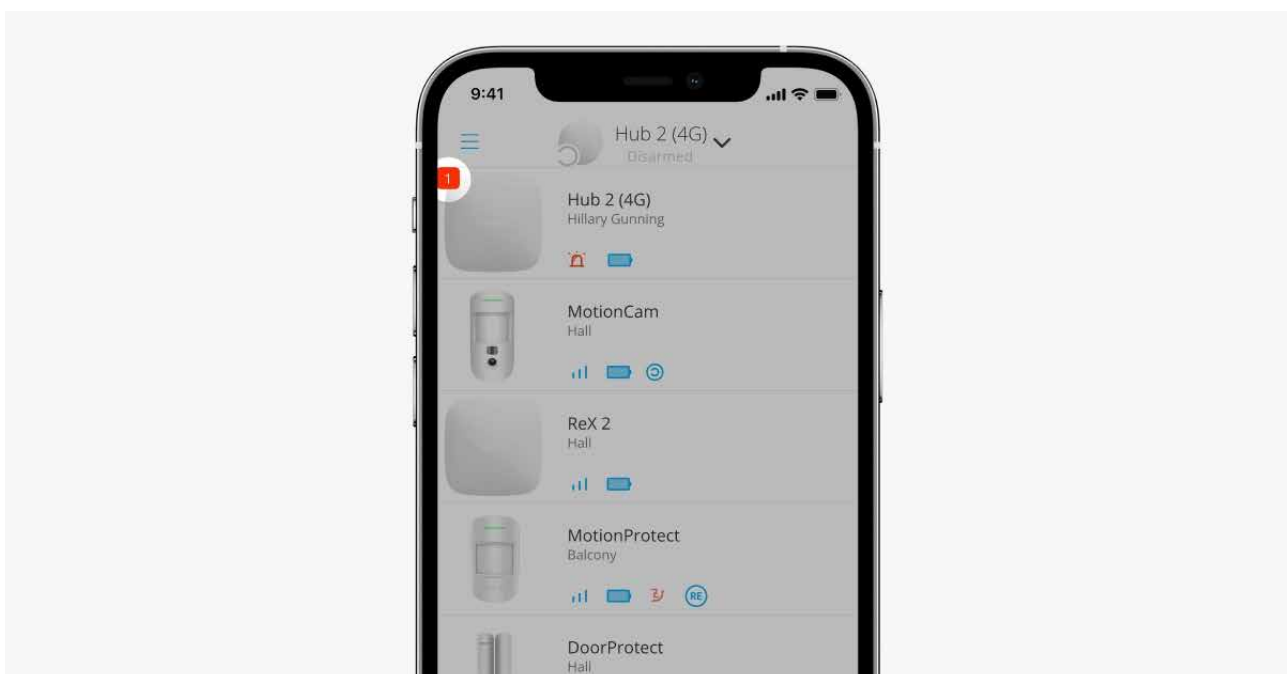 9:41
Hub 2 (4G)
Disarmed
1
Hub 2 (4G)
Hillary Gunning
MotionCam
Hall
ReX 2
Hall
MotionProtect
Balcony
RE
DoorProtect
Hall